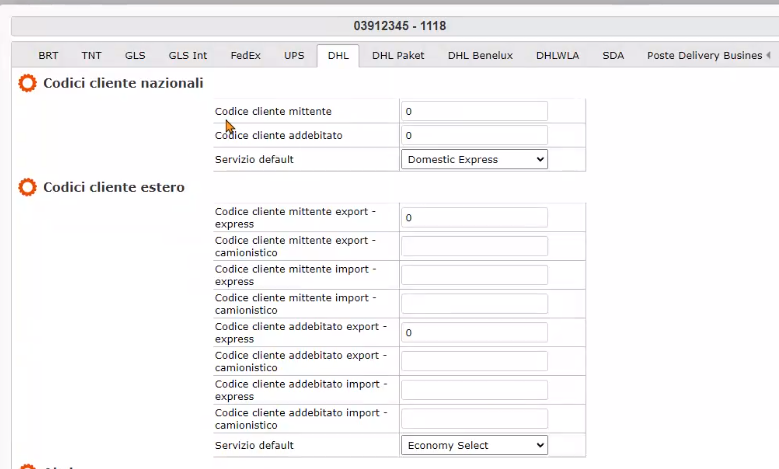 03912345 - 1118
BRT TNT GLS GLS Int FedEx UPS DHL DHL Paket DHL Benelux DHLWLA SDA Poste Delivery Busines
Codici cliente nazionali
Codice cliente mittente 0
Codice cliente addebitato 0
Servizio default Domestic Express
Codici cliente estero
Codice cliente mittente export -
express 0
Codice cliente mittente export -
camionistico
Codice cliente mittente import -
express
Codice cliente mittente import -
camionistico
Codice cliente addebitato export -
express 0
Codice cliente addebitato export -
camionistico
Codice cliente addebitato import -
express
Codice cliente addebitato import -
camionistico
Servizio default Economy Select